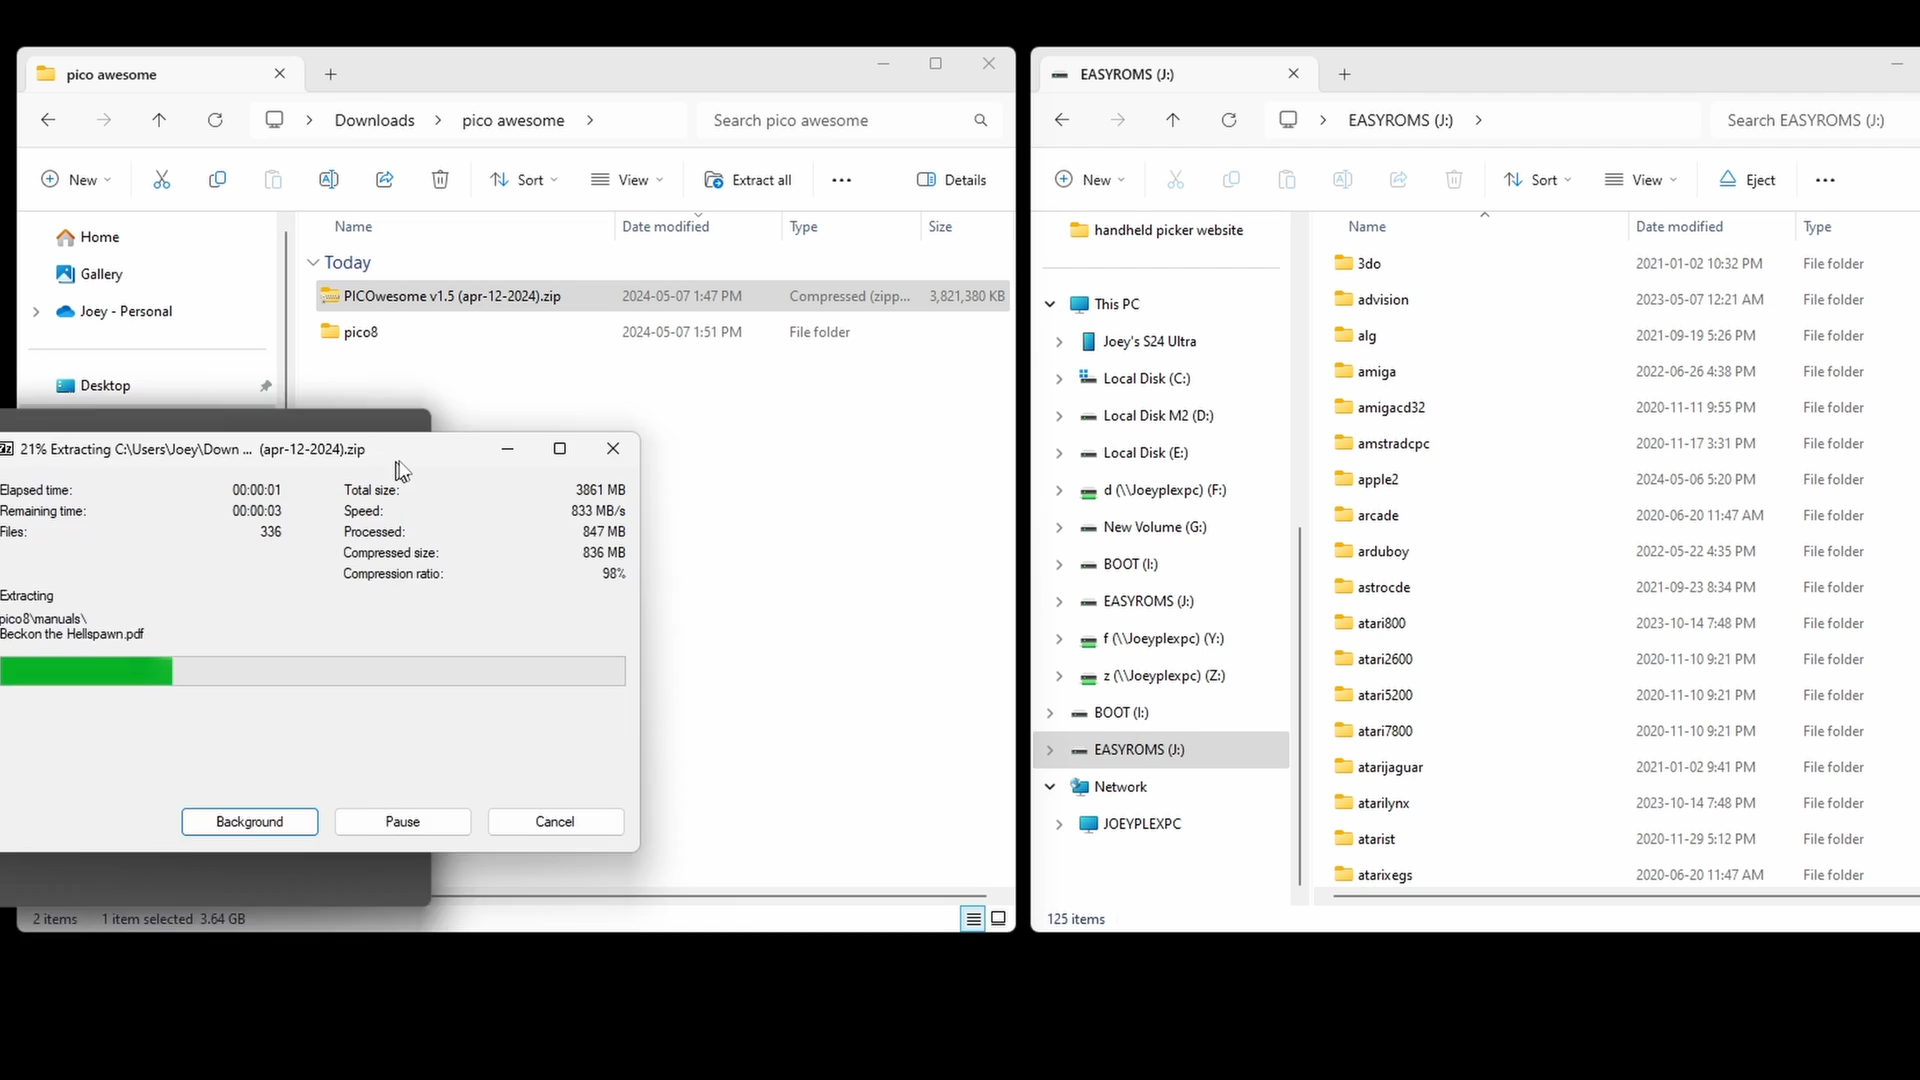 pico awesome
Downloads > pico awesome >
Search pico awesome
New
Sort
View
Extract all
Details
Home
Gallery
Joey - Personal
Desktop
Name Date modified Type Size
Today
PICOwesome v1.5 (apr-12-2024).zip 2024-05-07 1:47 PM Compressed (zipp... 3,821,380 KB
pico8 2024-05-07 1:51 PM File folder
21% Extracting C:\Users\Joey\Down ... (apr-12-2024).zip
Elapsed time: 00:00:01 Total size: 3861 MB
Remaining time: 00:00:03 Speed: 833 MB/s
Files: 336 Processed: 847 MB
Compressed size: 836 MB
Compression ratio: 98%
Extracting
pico8\manuals\
Beckon the Hellspawn.pdf
Background
Pause
Cancel
2 items 1 item selected 3.64 GB
EASYROMS (J:)
EASYROMS (J:) >
Search EASYROMS (J:)
New
Sort
View
Eject
handheld picker website
This PC
Joey's S24 Ultra
Local Disk (C:)
Local Disk M2 (D:)
Local Disk (E:)
d (\\Joeyplexpc) (F:)
New Volume (G:)
BOOT (I:)
EASYROMS (J:)
f (\\Joeyplexpc) (Y:)
z (\\Joeyplexpc) (Z:)
BOOT (I:)
EASYROMS (J:)
Network
JOEYPLEXPC
Name Date modified Type
3do 2021-01-02 10:32 PM File folder
advision 2023-05-07 12:21 AM File folder
alg 2021-09-19 5:26 PM File folder
amiga 2022-06-26 4:38 PM File folder
amigacd32 2020-11-11 9:55 PM File folder
amstradcpc 2020-11-17 3:31 PM File folder
apple2 2024-05-06 5:20 PM File folder
arcade 2020-06-20 11:47 AM File folder
arduboy 2022-05-22 4:35 PM File folder
astrocde 2021-09-23 8:34 PM File folder
atari800 2023-10-14 7:48 PM File folder
atari2600 2020-11-10 9:21 PM File folder
atari5200 2020-11-10 9:21 PM File folder
atari7800 2020-11-10 9:21 PM File folder
atarijaguar 2021-01-02 9:41 PM File folder
atarilynx 2023-10-14 7:48 PM File folder
atarist 2020-11-29 5:12 PM File folder
atarixegs 2020-06-20 11:47 AM File folder
125 items